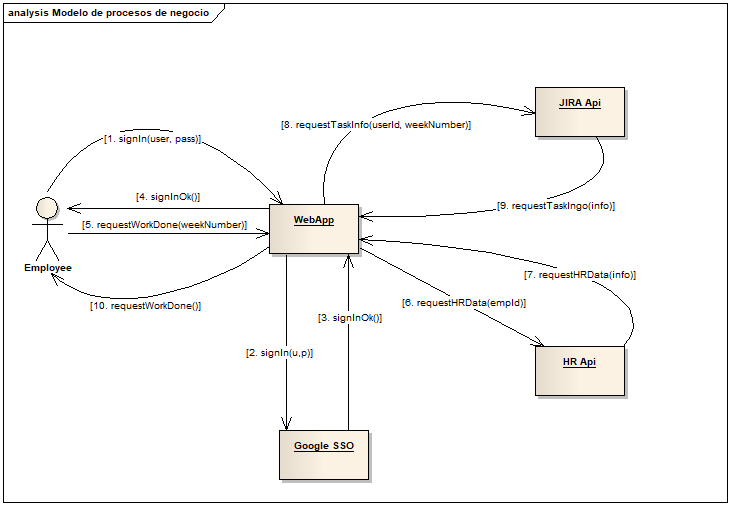 analysis Modelo de procesos de negocio
JIRA Api
[8. requestTaskInfo(userId, weekNumber)]
[1. signIn(user, pass)]
[4. signInOk()]
[9. requestTaskIngo(info)]
WebApp
[5. requestWorkDone(weekNumber)]
Employee
[7. requestHRData(info)]
[10. requestWorkDone()]
[6. requestHRData(empId)]
[3. signInOk()]
[2. signIn(u,p)]
HR Api
Google SSO